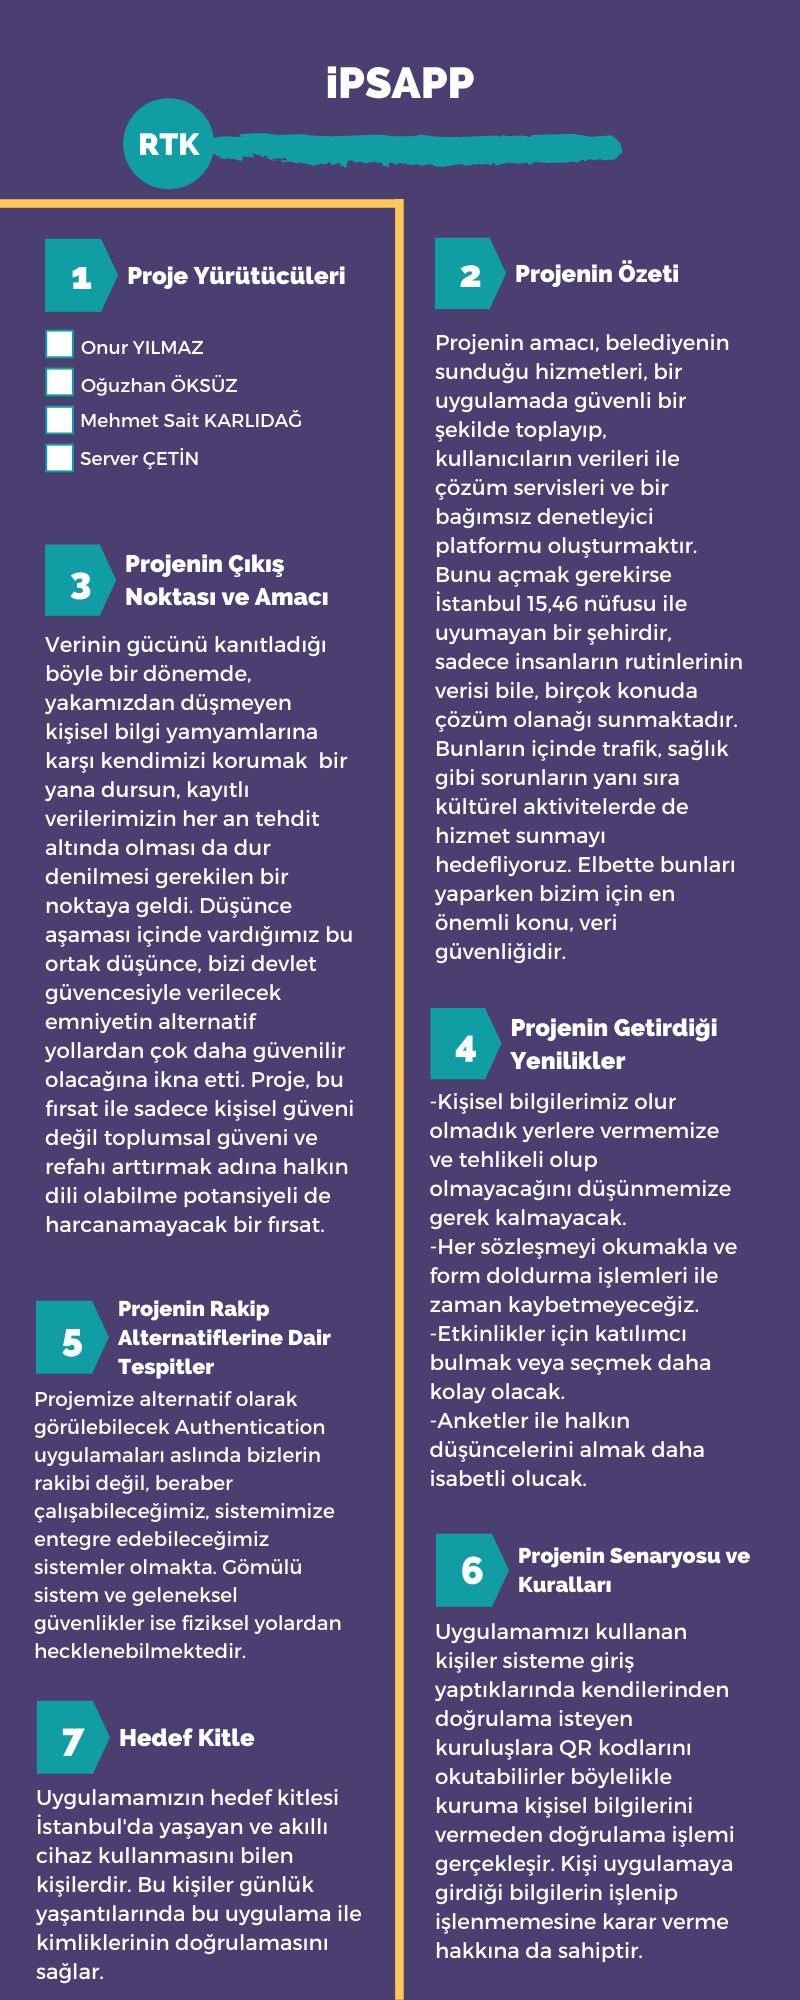 iPSAPP
RTK
1
Proje Yürütücüleri
Onur YILMAZ
Oğuzhan ÖKSÜZ
Mehmet Sait KARLIDAĞ
Server ÇETİN
2
Projenin Özeti
Projenin amacı, belediyenin
sunduğu hizmetleri, bir
uygulamada güvenli bir
şekilde toplayıp,
kullanıcıların verileri ile
çözüm servisleri ve bir
bağımsız denetleyici
platformu oluşturmaktır.
Bunu açmak gerekirse
İstanbul 15,46 nüfusu ile
uyumayan bir şehirdir,
sadece insanların rutinlerinin
verisi bile, birçok konuda
çözüm olanağı sunmaktadır.
Bunların içinde trafik, sağlık
gibi sorunların yanı sıra
kültürel aktivitelerde de
hizmet sunmayı
hedefliyoruz. Elbette bunları
yaparken bizim için en
önemli konu, veri
güvenliğidir.
3
Projenin Çıkış
Noktası ve Amacı
Verinin gücünü kanıtladığı
böyle bir dönemde,
yakamızdan düşmeyen
kişisel bilgi yamyamlarına
karşı kendimizi korumak  bir
yana dursun, kayıtlı
verilerimizin her an tehdit
altında olması da dur
denilmesi gerekilen bir
noktaya geldi. Düşünce
aşaması içinde vardığımız bu
ortak düşünce, bizi devlet
güvencesiyle verilecek
emniyetin alternatif
yollardan çok daha güvenilir
olacağına ikna etti. Proje, bu
fırsat ile sadece kişisel güveni
değil toplumsal güveni ve
refahı arttırmak adına halkın
dili olabilme potansiyeli de
harcanamayacak bir fırsat.
4
Projenin Getirdiği
Yenilikler
-Kişisel bilgilerimiz olur
olmadık yerlere vermemize
ve tehlikeli olup
olmayacağını düşünmemize
gerek kalmayacak.
-Her sözleşmeyi okumakla ve
form doldurma işlemleri ile
zaman kaybetmeyeceğiz.
-Etkinlikler için katılımcı
bulmak veya seçmek daha
kolay olacak.
-Anketler ile halkın
düşüncelerini almak daha
isabetli olucak.
5
Projenin Rakip
Alternatiflerine Dair
Tespitler
Projemize alternatif olarak
görülebilecek Authentication
uygulamaları aslında bizlerin
rakibi değil, beraber
çalışabileceğimiz, sistemimize
entegre edebileceğimiz
sistemler olmakta. Gömülü
sistem ve geleneksel
güvenlikler ise fiziksel yolardan
hecklenebilmektedir.
6
Projenin Senaryosu ve
Kuralları
Uygulamamızı kullanan
kişiler sisteme giriş
yaptıklarında kendilerinden
doğrulama isteyen
kuruluşlara QR kodlarını
okutabilirler böylelikle
kuruma kişisel bilgilerini
vermeden doğrulama işlemi
gerçekleşir. Kişi uygulamaya
girdiği bilgilerin işlenip
işlenmemesine karar verme
hakkına da sahiptir.
7
Hedef Kitle
Uygulamamızın hedef kitlesi
İstanbul'da yaşayan ve akıllı
cihaz kullanmasını bilen
kişilerdir. Bu kişiler günlük
yaşantılarında bu uygulama ile
kimliklerinin doğrulamasını
sağlar.